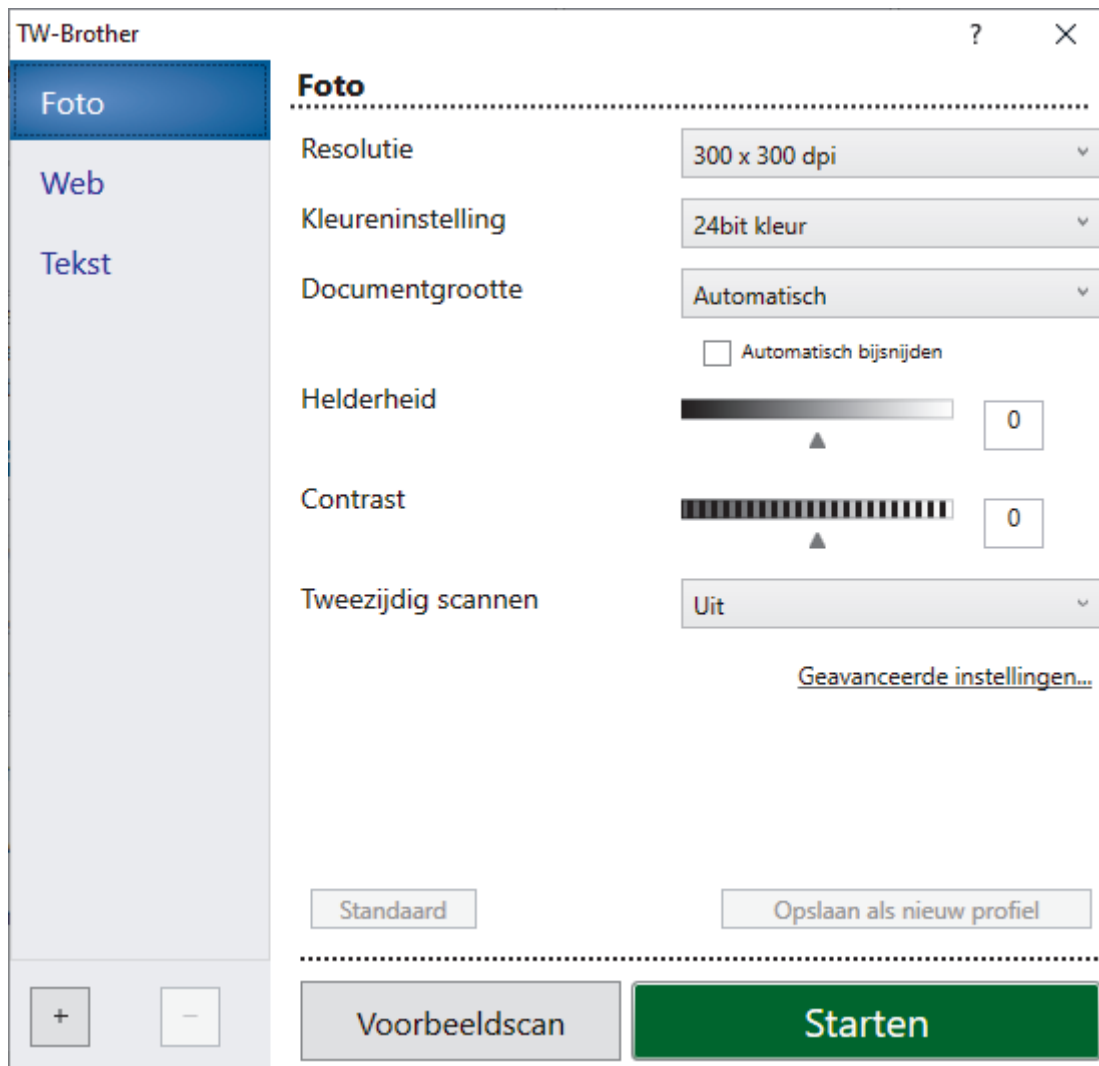 TW-Brother
?
Foto
Web
Tekst
Foto
Resolutie
300 x 300 dpi
Kleureninstelling
24bit kleur
Documentgrootte
Automatisch
Automatisch bijsnijden
Helderheid
0
Contrast
0
Tweezijdig scannen
Uit
Geavanceerde instellingen...
Standaard
Opslaan als nieuw profiel
+
−
Voorbeeldscan
Starten